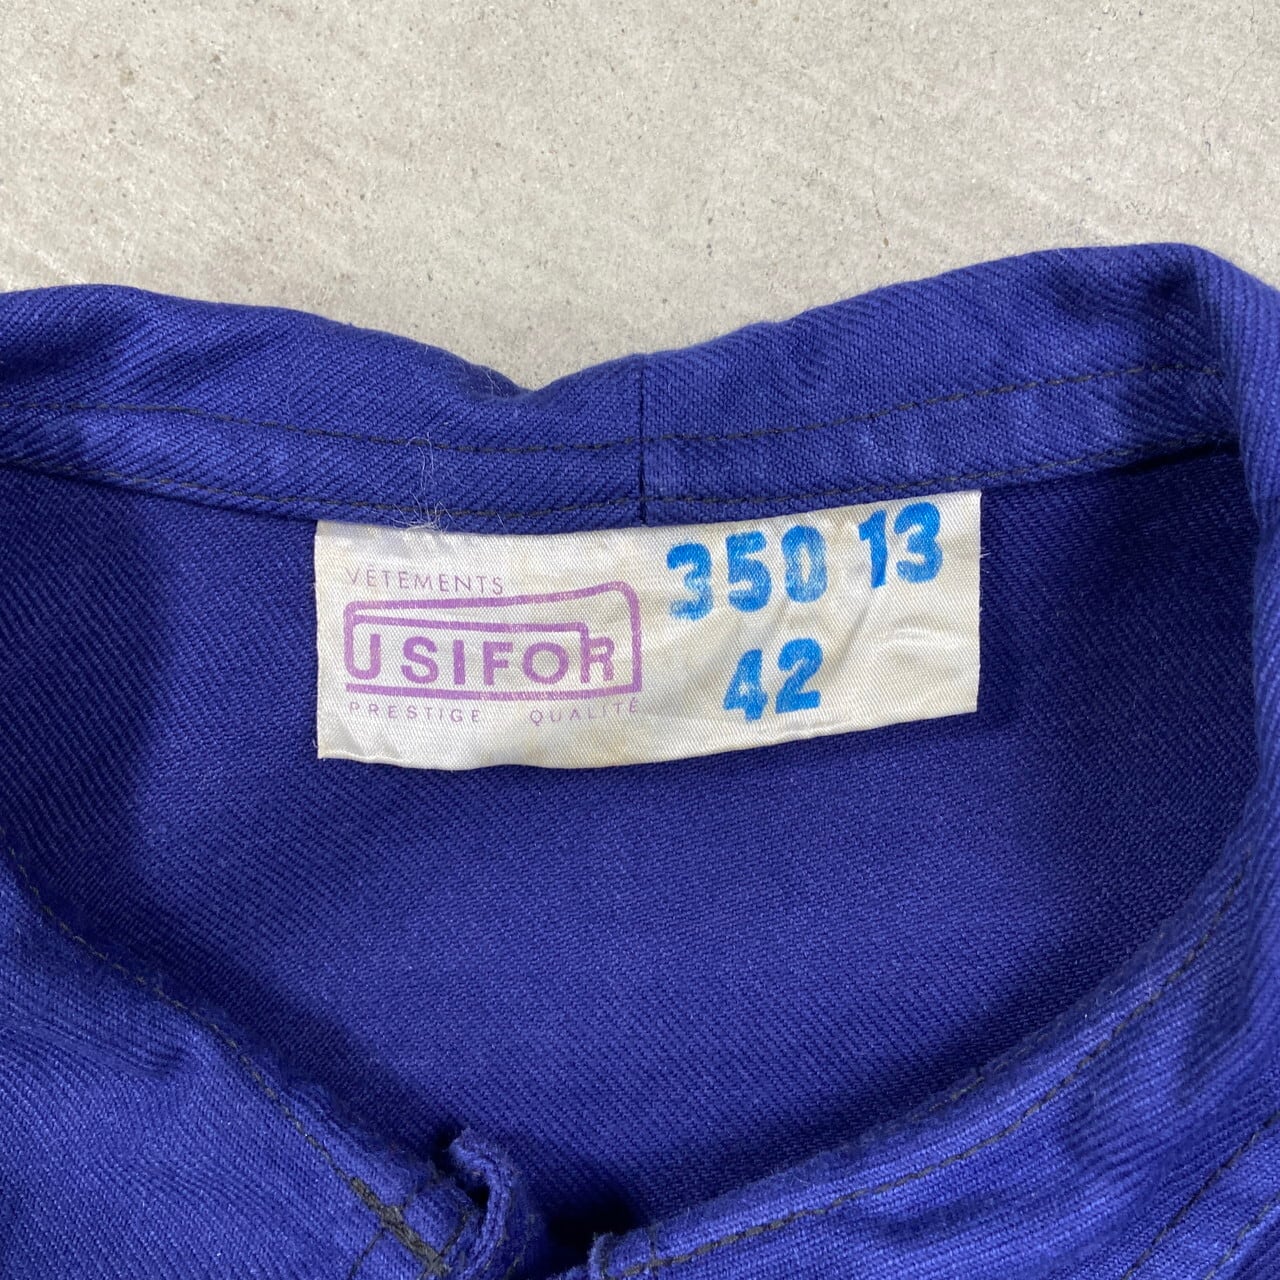 VETEMENTS
USIFOR
PRESTIGE QUALITÉ
350 13
42